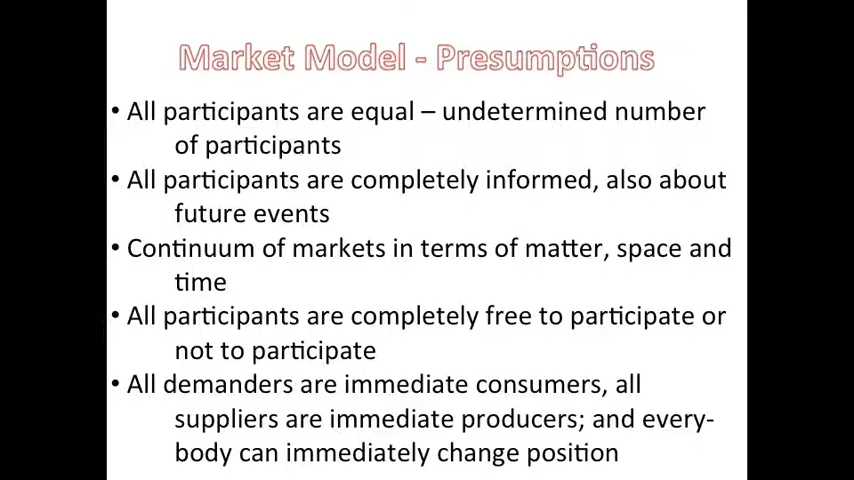 Market Model - Presumptions
• All participants are equal – undetermined number
of participants
• All participants are completely informed, also about
future events
• Continuum of markets in terms of matter, space and
time
• All participants are completely free to participate or
not to participate
• All demanders are immediate consumers, all
suppliers are immediate producers; and every-
body can immediately change position